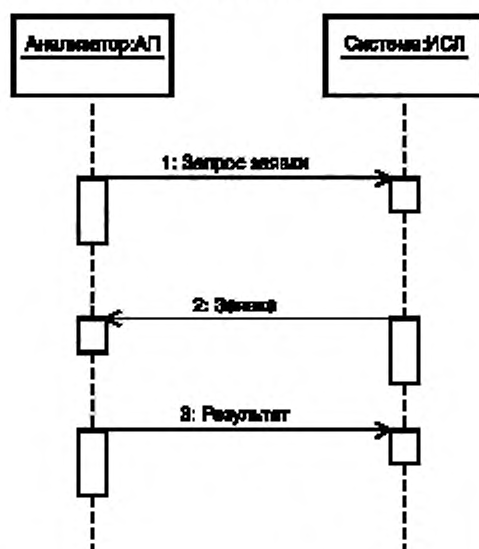 Анализатор:АП
Система:ИСЛ
1: Запрос заявки
2: Заявка
3: Результат